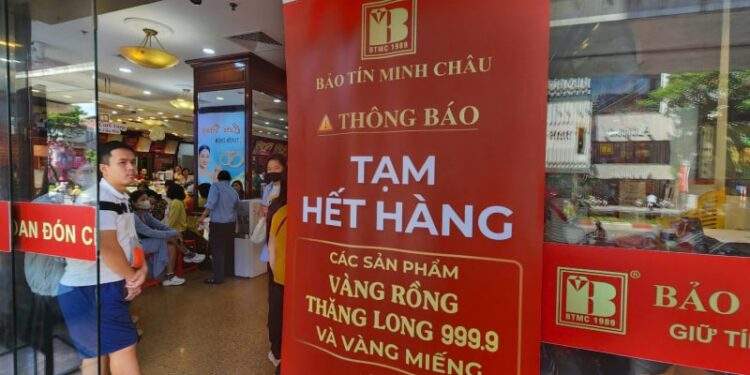 BTMC 1989
BẢO TÍN MINH CHÂU
THÔNG BÁO
TẠM
HẾT HÀNG
CÁC SẢN PHẨM
VÀNG RỒNG
THĂNG LONG 999.9
VÀ VÀNG MIẾNG
OAN ĐÓN C
BTMC 1989
®
BẢO
GIỮ TÍ